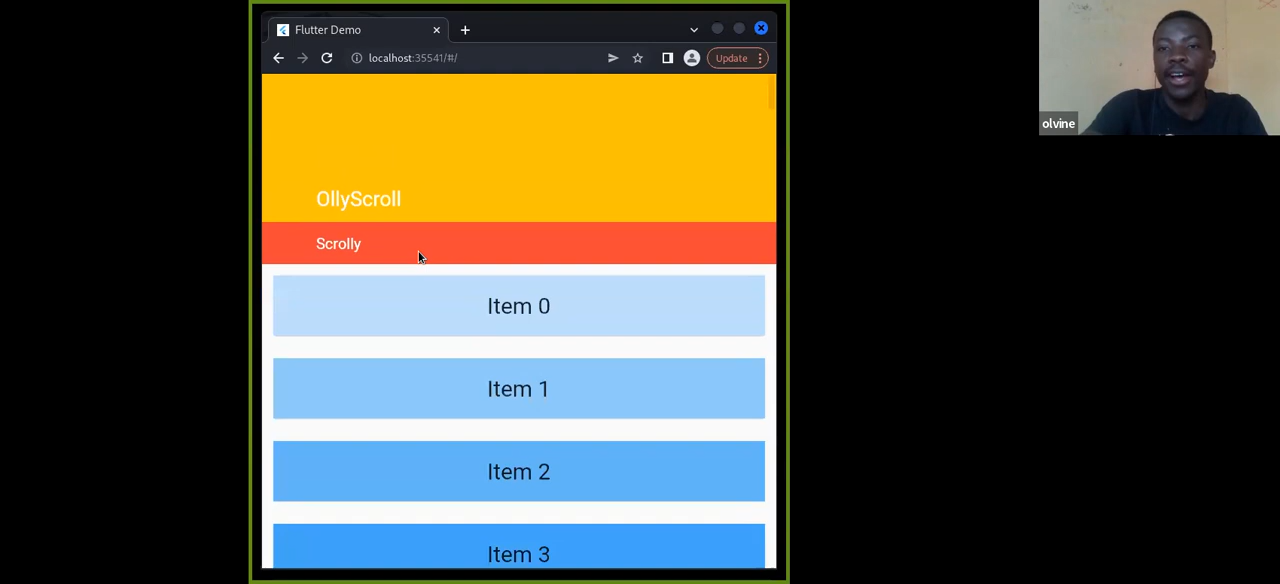 Flutter Demo
localhost:35541/#/
Update
olvine
OllyScroll
Scrolly
Item 0
Item 1
Item 2
Item 3